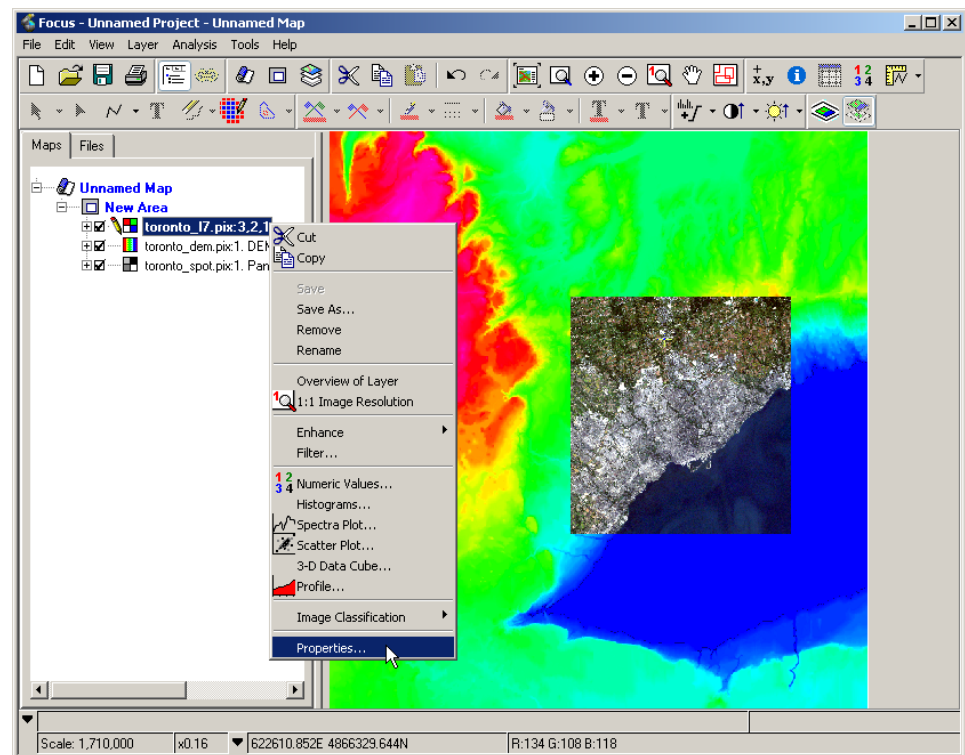 Focus - Unnamed Project - Unnamed Map
File Edit View Layer Analysis Tools Help
Maps Files
Unnamed Map
New Area
toronto_l7.pix:3,2,1
toronto_dem.pix:1. DEM
toronto_spot.pix:1. Pan
Cut
Copy
Save
Save As...
Remove
Rename
Overview of Layer
1:1 Image Resolution
Enhance
Filter...
Numeric Values...
Histograms...
Spectra Plot...
Scatter Plot...
3-D Data Cube...
Profile...
Image Classification
Properties...
Scale: 1,710,000 x0.16 622610.852E 4866329.644N R:134 G:108 B:118